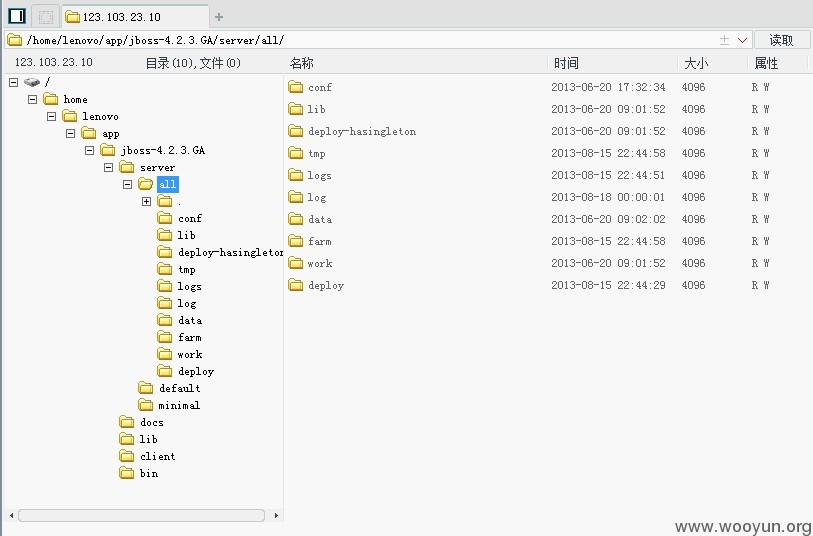 123.103.23.10
/home/lenovo/app/jboss-4.2.3.GA/server/all/ 读取
123.103.23.10 目录(10),文件(0) 名称 时间 大小 属性
/
home
lenovo
app
jboss-4.2.3.GA
server
all
.
conf
lib
deploy-hasingleton
tmp
logs
log
data
farm
work
deploy
default
minimal
docs
lib
client
bin
conf 2013-06-20 17:32:34 4096 R W
lib 2013-06-20 09:01:52 4096 R W
deploy-hasingleton 2013-06-20 09:01:52 4096 R W
tmp 2013-08-15 22:44:58 4096 R W
logs 2013-08-15 22:44:51 4096 R W
log 2013-08-18 00:00:01 4096 R W
data 2013-06-20 09:02:02 4096 R W
farm 2013-08-15 22:44:58 4096 R W
work 2013-06-20 09:01:52 4096 R W
deploy 2013-08-15 22:44:29 4096 R W
www.wooyun.org